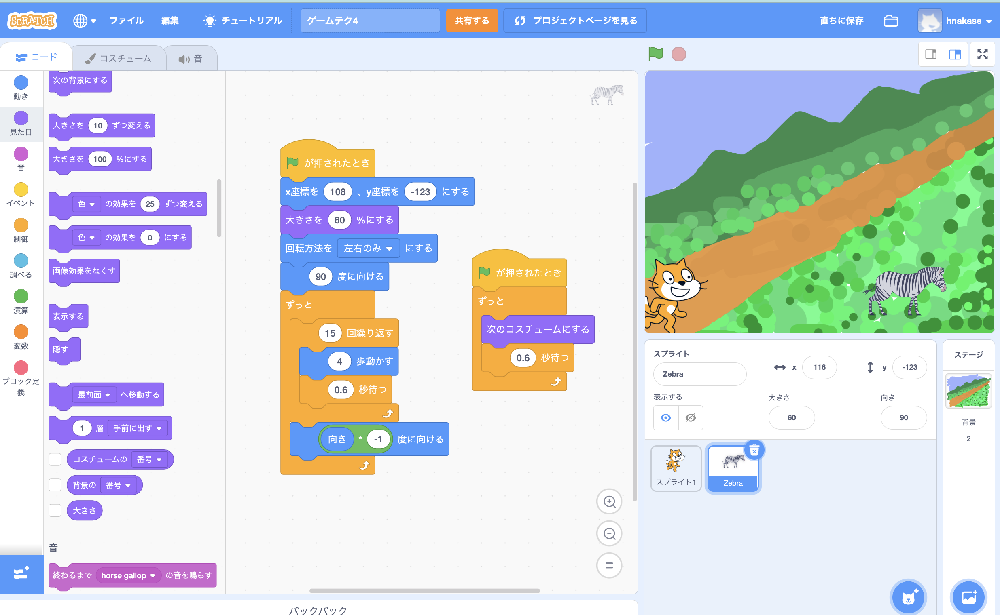 SCRATCH
ファイル
編集
チュートリアル
ゲームテク4
共有する
プロジェクトページを見る
直ちに保存
hnakase
コード
コスチューム
音
動き
見た目
音
イベント
制御
調べる
演算
変数
ブロック定
義
次の背景にする
大きさを 10 ずつ変える
大きさを 100 %にする
色 の効果を 25 ずつ変える
色 の効果を 0 にする
画像効果をなくす
表示する
隠す
最前面 へ移動する
1 層 手前に出す
コスチュームの 番号
背景の 番号
大きさ
音
終わるまで horse gallop の音を鳴らす
が押されたとき
x座標を 108 、y座標を -123 にする
大きさを 60 %にする
回転方法を 左右のみ にする
90 度に向ける
ずっと
15 回繰り返す
4 歩動かす
0.6 秒待つ
向き * -1 度に向ける
が押されたとき
ずっと
次のコスチュームにする
0.6 秒待つ
バックパック
スプライト
Zebra
x 116
y -123
表示する
大きさ
60
向き
90
スプライト1
Zebra
ステージ
背景
2